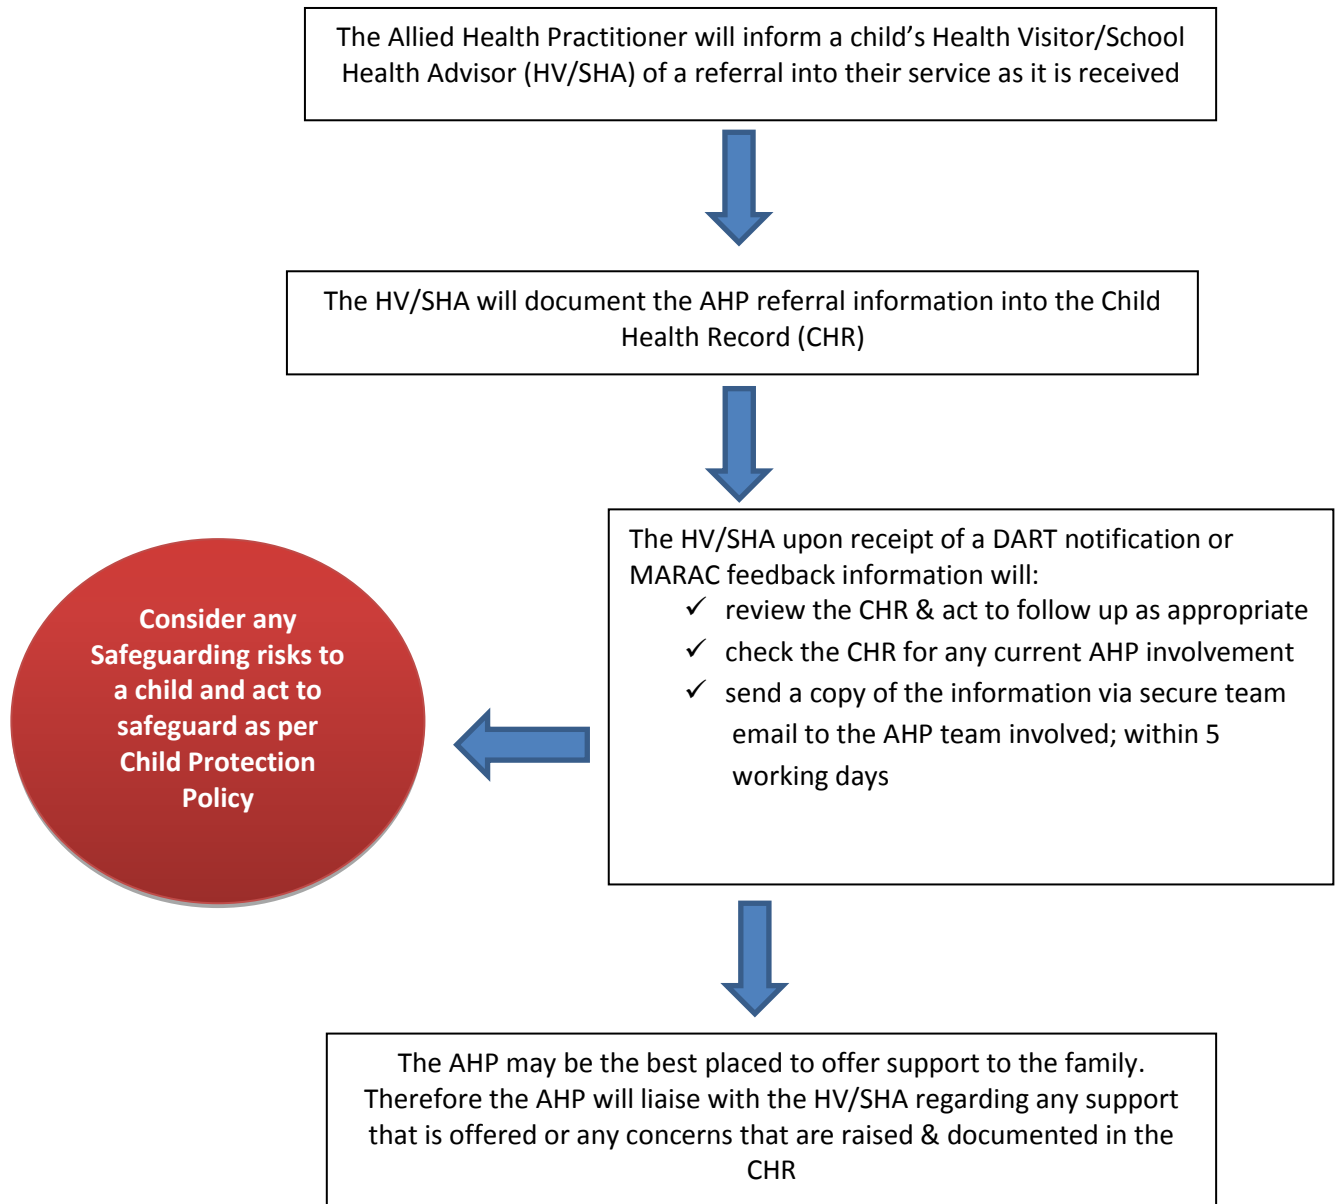 The Allied Health Practitioner will inform a child’s Health Visitor/School
Health Advisor (HV/SHA) of a referral into their service as it is received
The HV/SHA will document the AHP referral information into the Child
Health Record (CHR)
The HV/SHA upon receipt of a DART notification or
MARAC feedback information will:
✓ review the CHR & act to follow up as appropriate
✓ check the CHR for any current AHP involvement
✓ send a copy of the information via secure team
email to the AHP team involved; within 5
working days
Consider any
Safeguarding risks to
a child and act to
safeguard as per
Child Protection
Policy
The AHP may be the best placed to offer support to the family.
Therefore the AHP will liaise with the HV/SHA regarding any support
that is offered or any concerns that are raised & documented in the
CHR